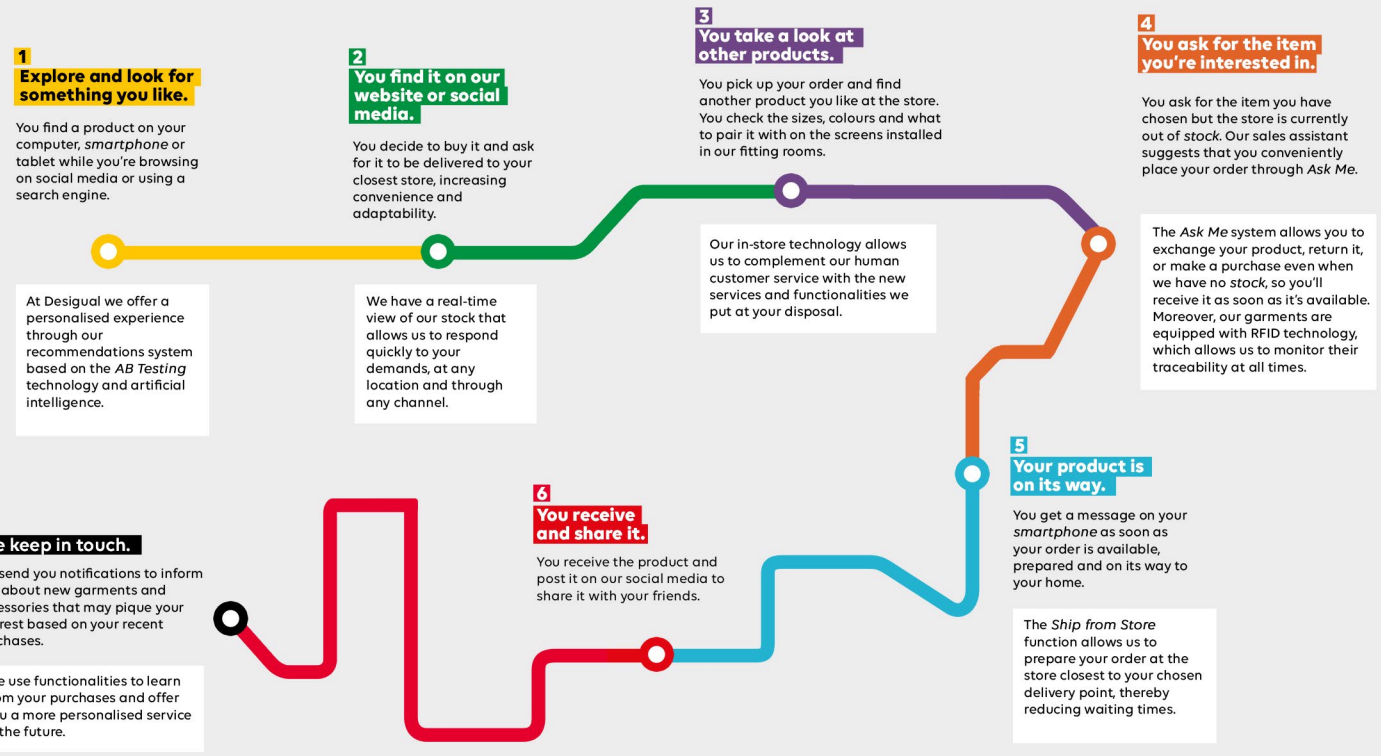 1
Explore and look for
something you like.
You find a product on your
computer, smartphone or
tablet while you're browsing
on social media or using a
search engine.
At Desigual we offer a
personalised experience
through our
recommendations system
based on the AB Testing
technology and artificial
intelligence.
2
You find it on our
website or social
media.
You decide to buy it and ask
for it to be delivered to your
closest store, increasing
convenience and
adaptability.
We have a real-time
view of our stock that
allows us to respond
quickly to your
demands, at any
location and through
any channel.
3
You take a look at
other products.
You pick up your order and find
another product you like at the store.
You check the sizes, colours and what
to pair it with on the screens installed
in our fitting rooms.
Our in-store technology allows
us to complement our human
customer service with the new
services and functionalities we
put at your disposal.
4
You ask for the item
you're interested in.
You ask for the item you have
chosen but the store is currently
out of stock. Our sales assistant
suggests that you conveniently
place your order through Ask Me.
The Ask Me system allows you to
exchange your product, return it,
or make a purchase even when
we have no stock, so you'll
receive it as soon as it's available.
Moreover, our garments are
equipped with RFID technology,
which allows us to monitor their
traceability at all times.
5
Your product is
on its way.
You get a message on your
smartphone as soon as
your order is available,
prepared and on its way to
your home.
The Ship from Store
function allows us to
prepare your order at the
store closest to your chosen
delivery point, thereby
reducing waiting times.
6
You receive
and share it.
You receive the product and
post it on our social media to
share it with your friends.
e keep in touch.
send you notifications to inform
about new garments and
essories that may pique your
rest based on your recent
chases.
e use functionalities to learn
om your purchases and offer
u a more personalised service
the future.